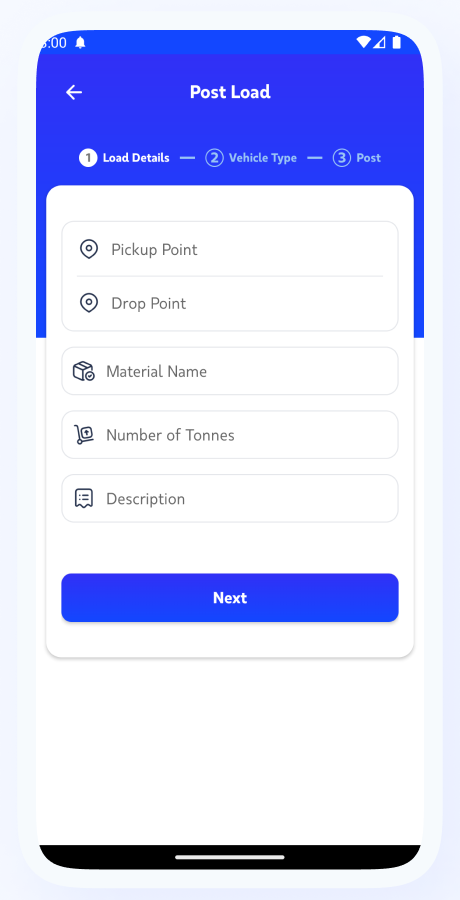 :00
Post Load
1 Load Details — 2 Vehicle Type — 3 Post
Pickup Point
Drop Point
Material Name
Number of Tonnes
Description
Next